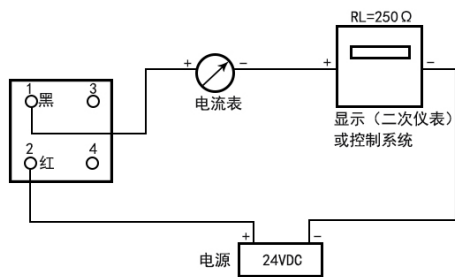 RL=250Ω
+ − + −
电流表
1 3
黑
2 4
红
显示（二次仪表）
或控制系统
+ −
电源 24VDC